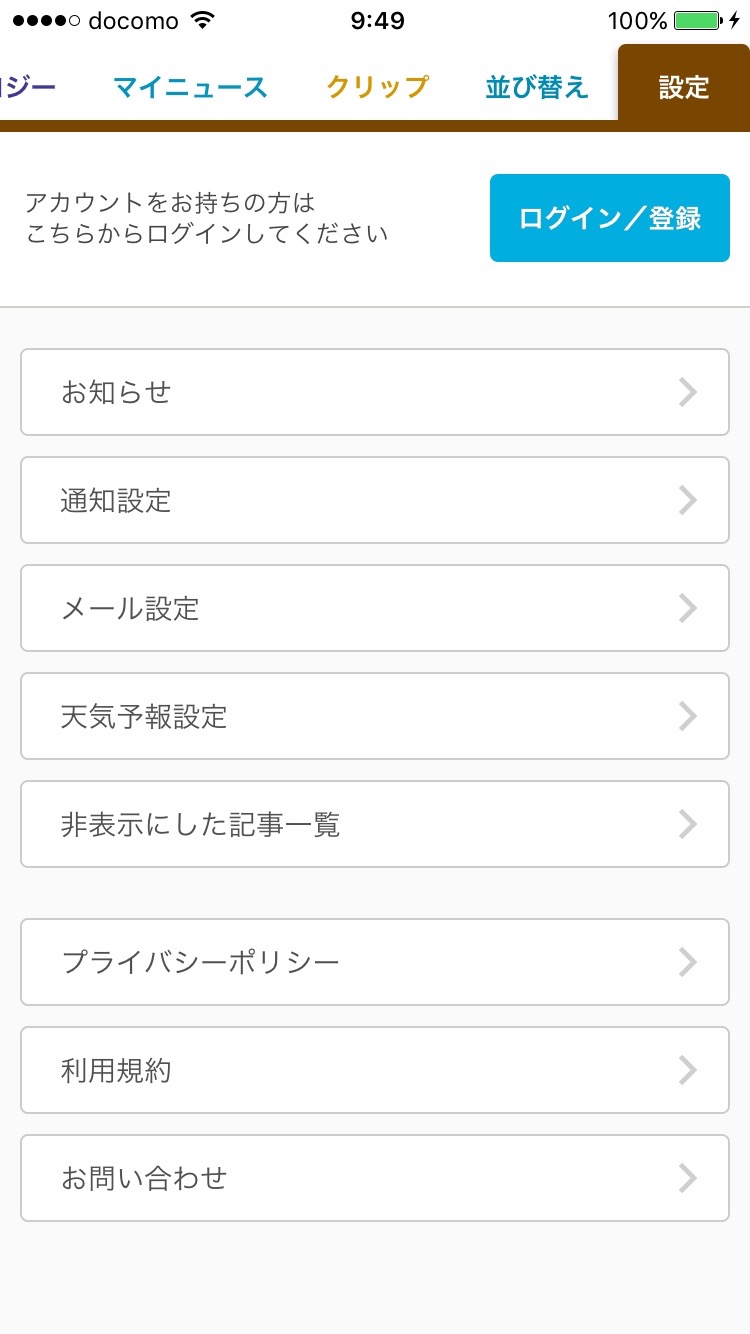 docomo 9:49 100%
ジー マイニュース クリップ 並び替え 設定
アカウントをお持ちの方は
こちらからログインしてください
ログイン／登録
お知らせ
通知設定
メール設定
天気予報設定
非表示にした記事一覧
プライバシーポリシー
利用規約
お問い合わせ